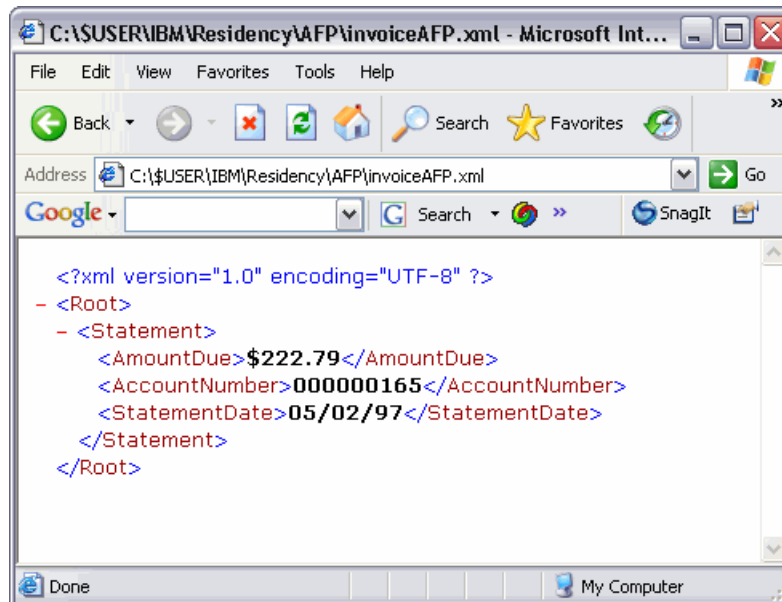 C:\$USER\IBM\Residency\AFP\invoiceAFP.xml - Microsoft Int...
File Edit View Favorites Tools Help
Back Search Favorites »
Address C:\$USER\IBM\Residency\AFP\invoiceAFP.xml Go
Google G Search » SnagIt
<?xml version="1.0" encoding="UTF-8" ?>
- <Root>
- <Statement>
<AmountDue>$222.79</AmountDue>
<AccountNumber>000000165</AccountNumber>
<StatementDate>05/02/97</StatementDate>
</Statement>
</Root>
Done My Computer